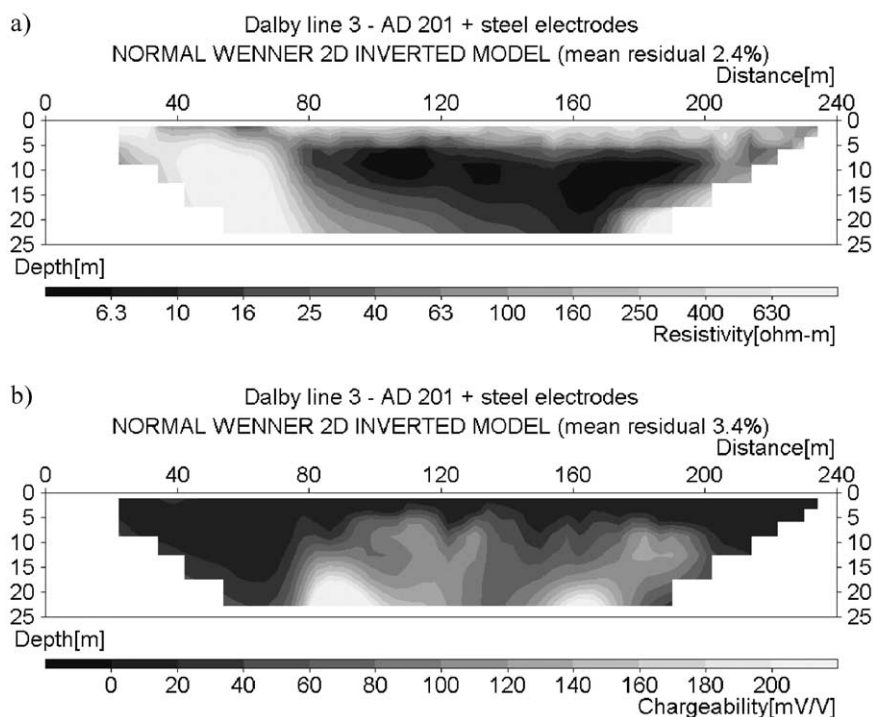 a)
Dalby line 3 - AD 201 + steel electrodes
NORMAL WENNER 2D INVERTED MODEL (mean residual 2.4%)
Distance[m]
0 40 80 120 160 200 240
0 0
5 5
10 10
15 15
20 20
25 25
Depth[m]
6.3 10 16 25 40 63 100 160 250 400 630
Resistivity[ohm-m]
b)
Dalby line 3 - AD 201 + steel electrodes
NORMAL WENNER 2D INVERTED MODEL (mean residual 3.4%)
Distance[m]
0 40 80 120 160 200 240
0 0
5 5
10 10
15 15
20 20
25 25
Depth[m]
0 20 40 60 80 100 120 140 160 180 200
Chargeability[mV/V]